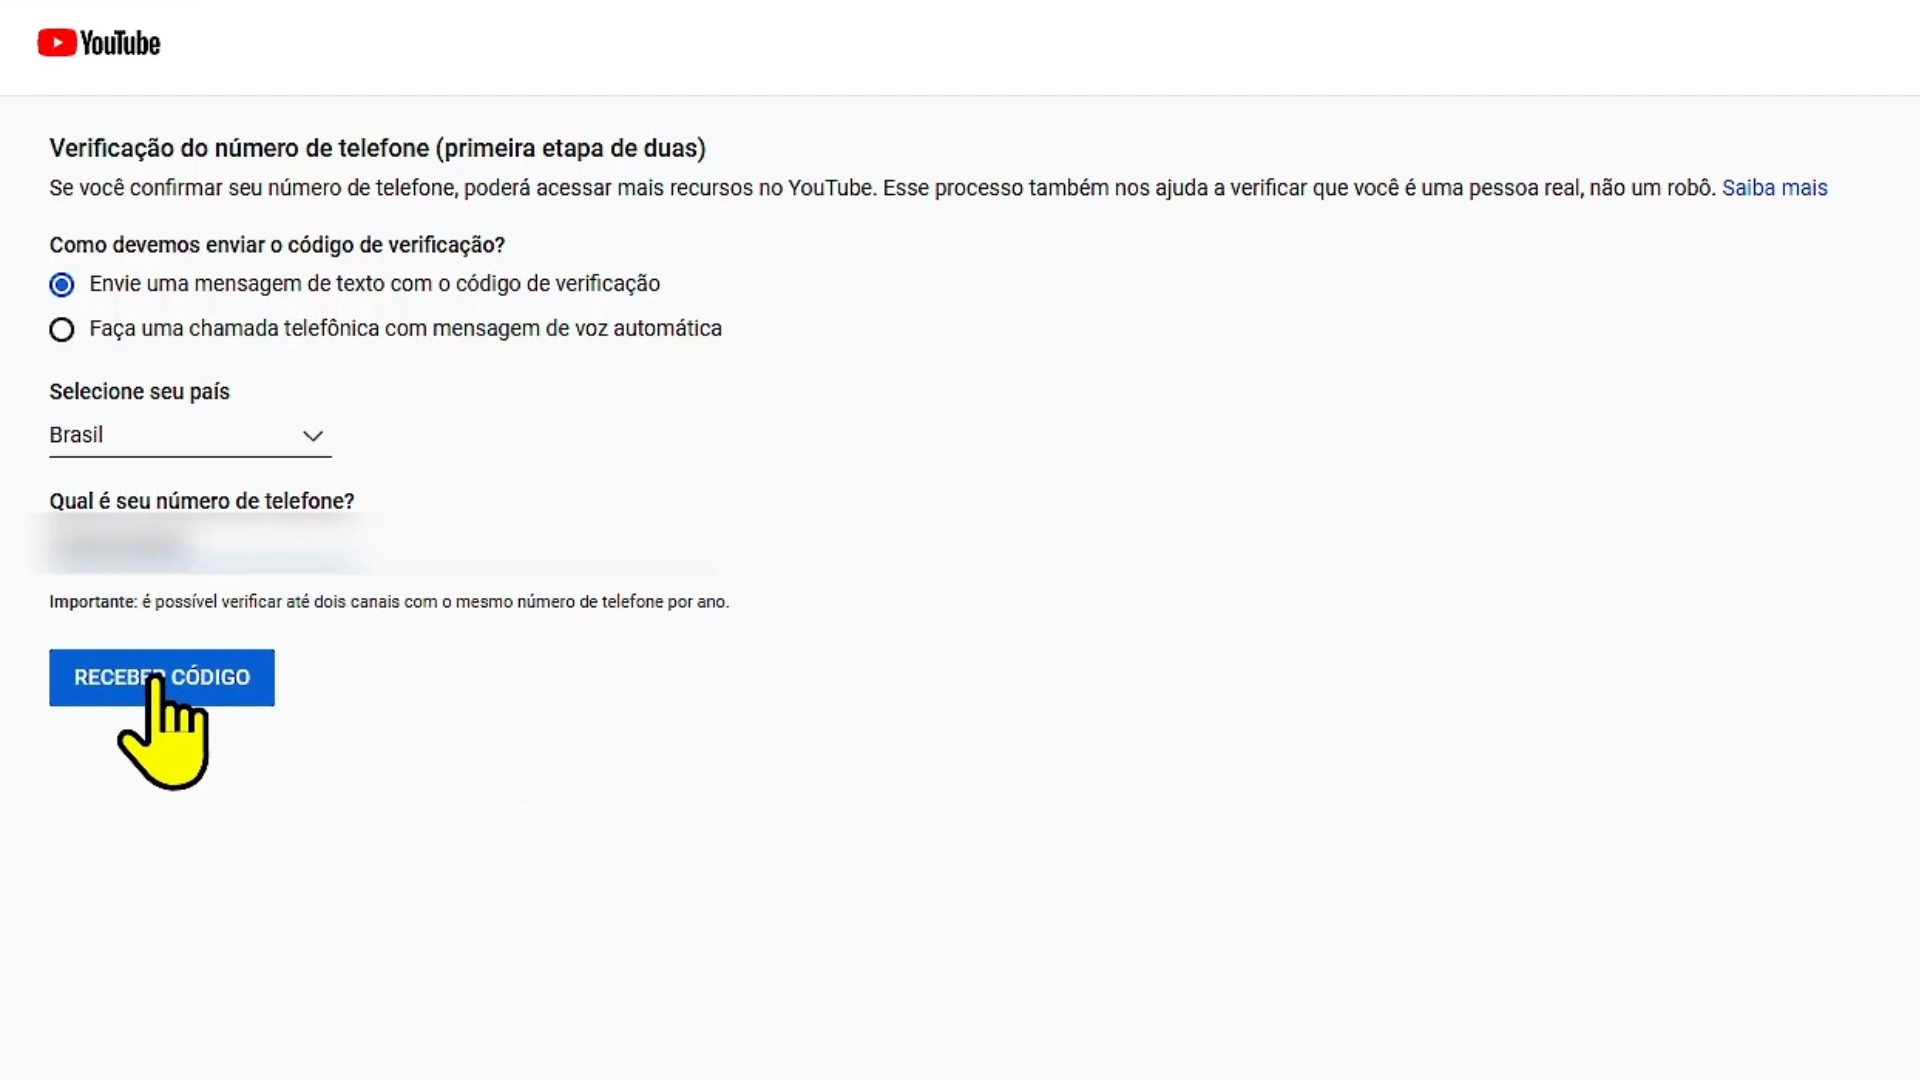 YouTube
Verificação do número de telefone (primeira etapa de duas)
Se você confirmar seu número de telefone, poderá acessar mais recursos no YouTube. Esse processo também nos ajuda a verificar que você é uma pessoa real, não um robô. Saiba mais
Como devemos enviar o código de verificação?
Envie uma mensagem de texto com o código de verificação
Faça uma chamada telefônica com mensagem de voz automática
Selecione seu país
Brasil
Qual é seu número de telefone?
Importante: é possível verificar até dois canais com o mesmo número de telefone por ano.
RECEBER CÓDIGO